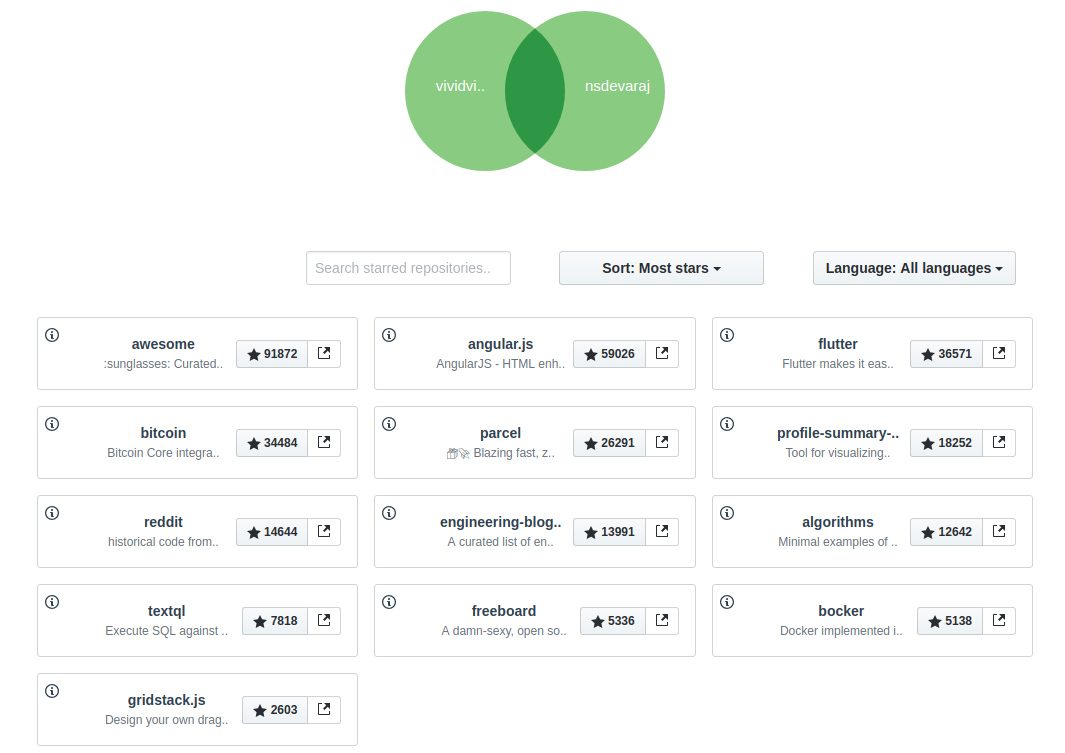 vividvi.. nsdevaraj
Search starred repositories.. Sort: Most stars Language: All languages
awesome
:sunglasses: Curated..
91872
angular.js
AngularJS - HTML enh..
59026
flutter
Flutter makes it eas..
36571
bitcoin
Bitcoin Core integra..
34484
parcel
📦🚀 Blazing fast, z..
26291
profile-summary-..
Tool for visualizing..
18252
reddit
historical code from..
14644
engineering-blog..
A curated list of en..
13991
algorithms
Minimal examples of ..
12642
textql
Execute SQL against ..
7818
freeboard
A damn-sexy, open so..
5336
bocker
Docker implemented i..
5138
gridstack.js
Design your own drag..
2603